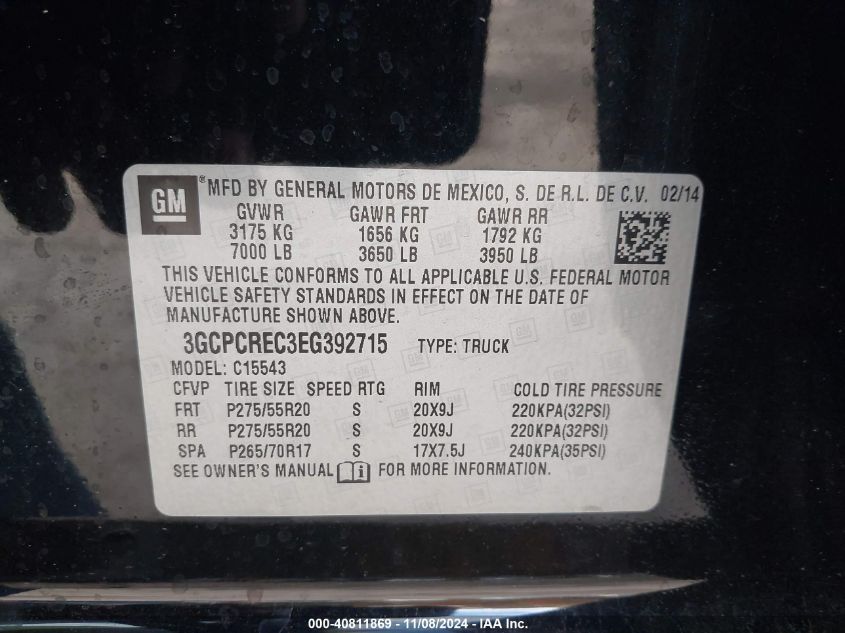 GM ® MFD BY GENERAL MOTORS DE MEXICO, S. DE R.L. DE C.V. 02/14
GVWR GAWR FRT GAWR RR
3175 KG 1656 KG 1792 KG
7000 LB 3650 LB 3950 LB
THIS VEHICLE CONFORMS TO ALL APPLICABLE U.S. FEDERAL MOTOR
VEHICLE SAFETY STANDARDS IN EFFECT ON THE DATE OF
MANUFACTURE SHOWN ABOVE.
3GCPCREC3EG392715 TYPE: TRUCK
MODEL: C15543
CFVP TIRE SIZE SPEED RTG RIM COLD TIRE PRESSURE
FRT P275/55R20 S 20X9J 220KPA(32PSI)
RR P275/55R20 S 20X9J 220KPA(32PSI)
SPA P265/70R17 S 17X7.5J 240KPA(35PSI)
SEE OWNER'S MANUAL FOR MORE INFORMATION.
000-40811869 - 11/08/2024 - IAA Inc.